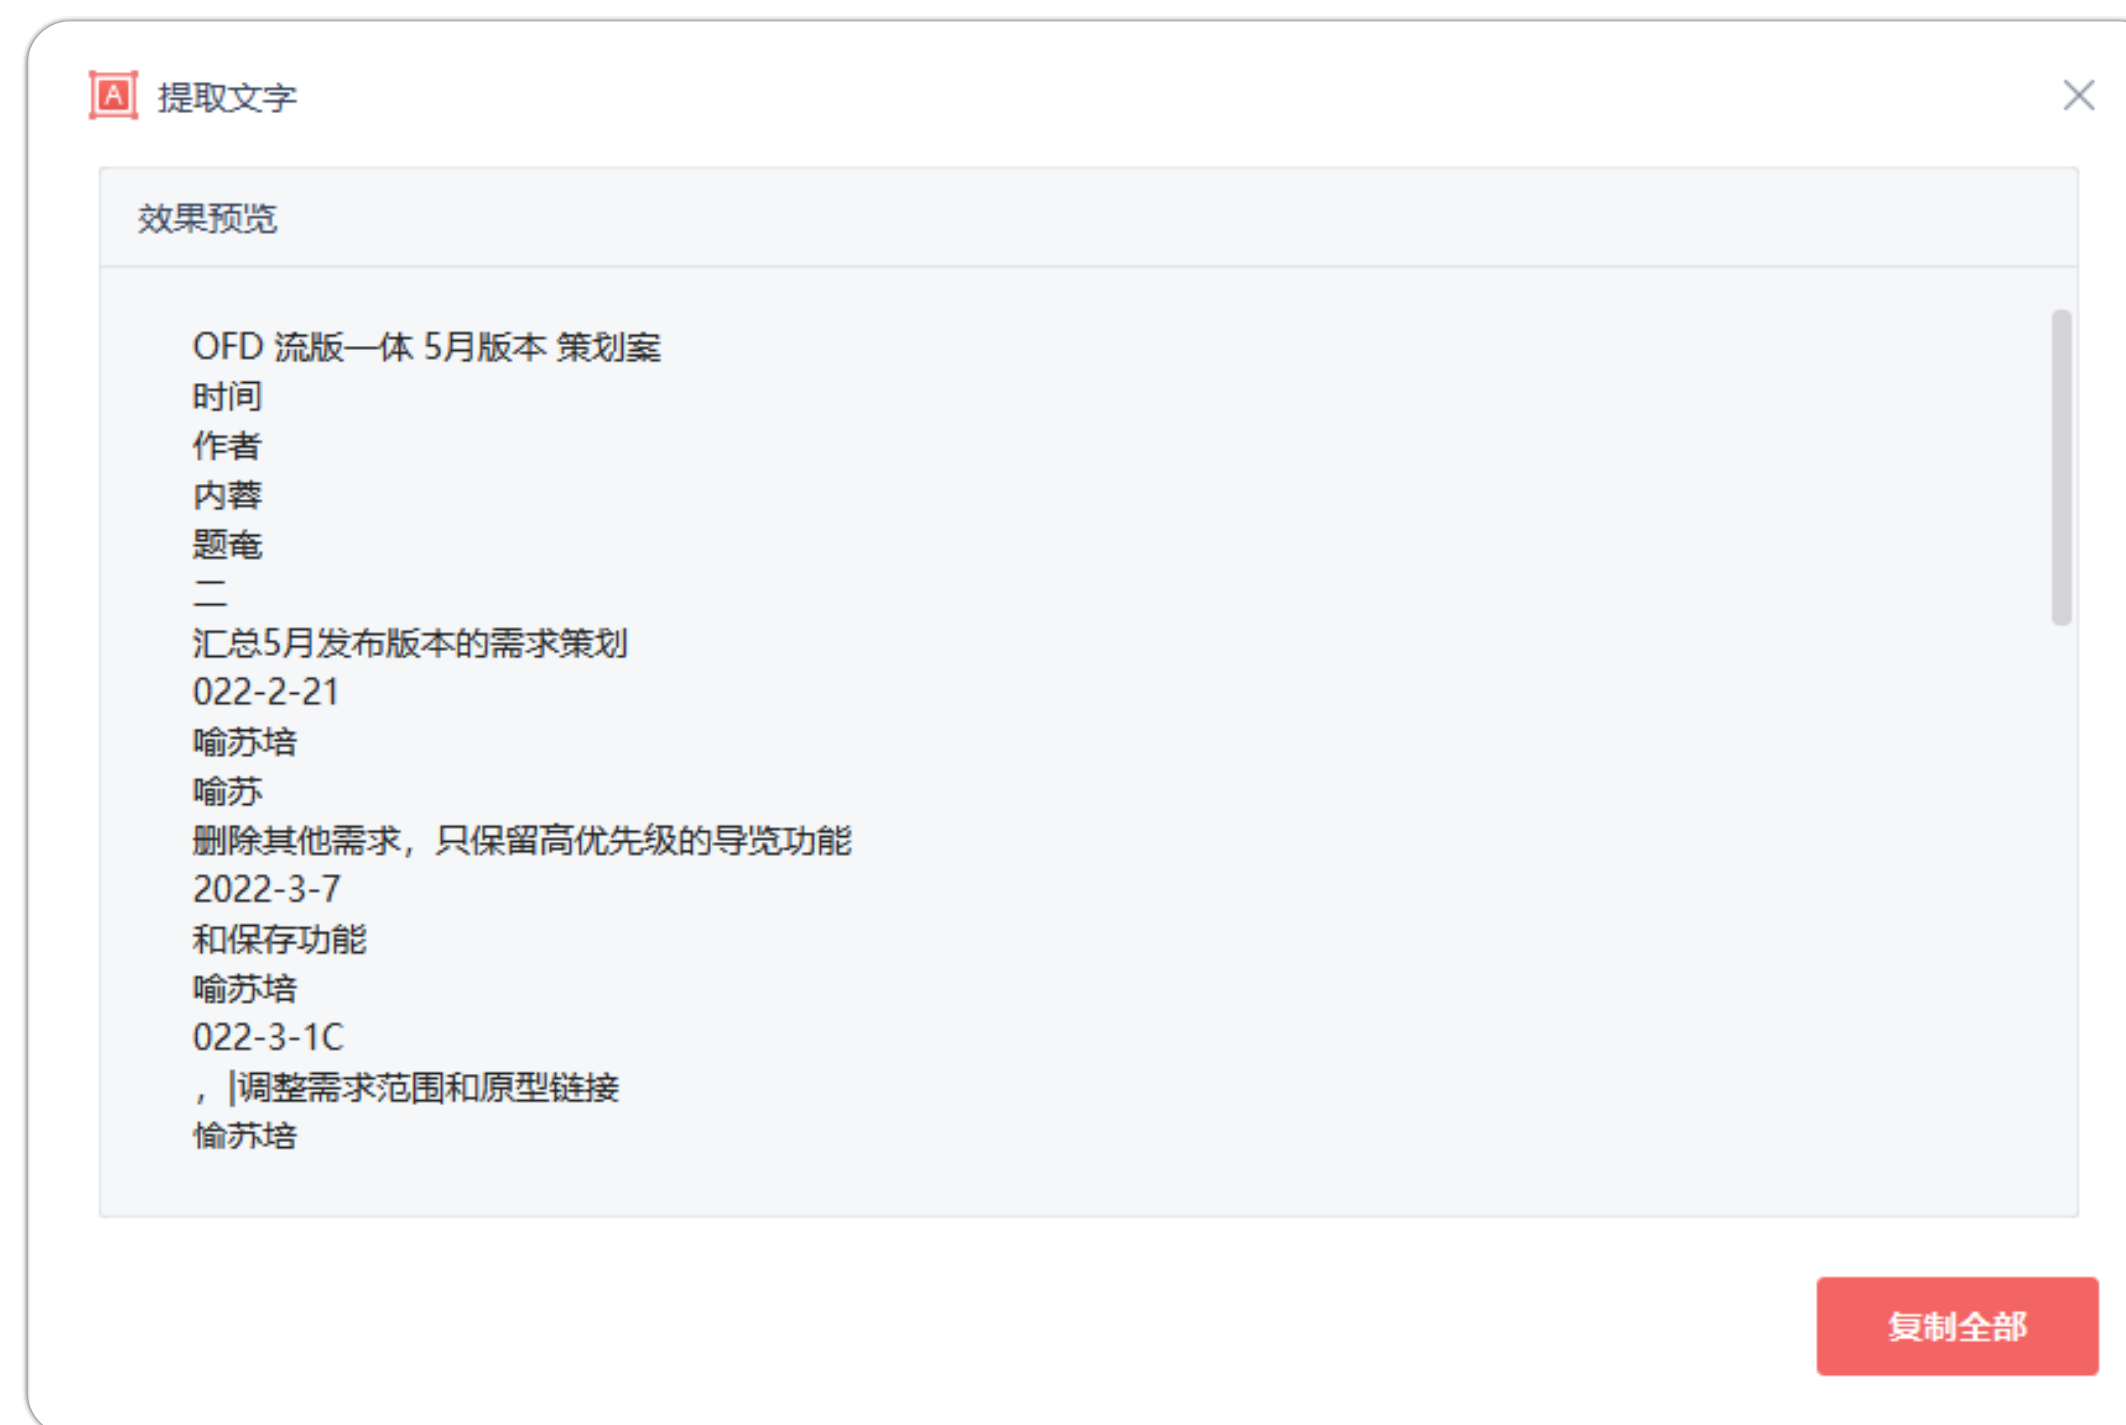 提取文字
效果预览
OFD 流版—体 5月版本 策划案
时间
作者
内蓉
题奄
二
汇总5月发布版本的需求策划
022-2-21
喻苏培
喻苏
删除其他需求，只保留高优先级的导览功能
2022-3-7
和保存功能
喻苏培
022-3-1C
，|调整需求范围和原型链接
愉苏培
复制全部